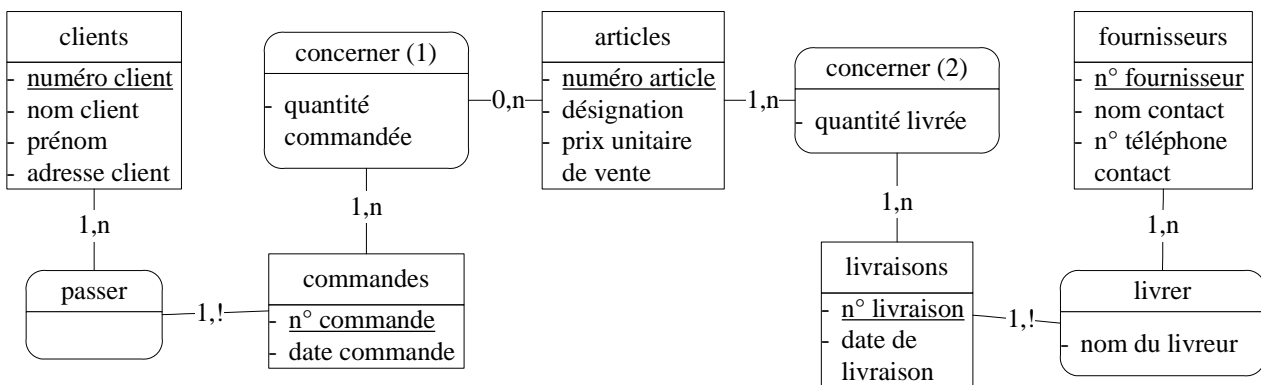 clients
- numéro client
- nom client
- prénom
- adresse client
1,n
passer
1,!
concerner (1)
- quantité
commandée
1,n
commandes
- n° commande
- date commande
0,n
articles
- numéro article
- désignation
- prix unitaire
de vente
1,n
concerner (2)
- quantité livrée
1,n
livraisons
- n° livraison
- date de
livraison
1,!
fournisseurs
- n° fournisseur
- nom contact
- n° téléphone
contact
1,n
livrer
- nom du livreur